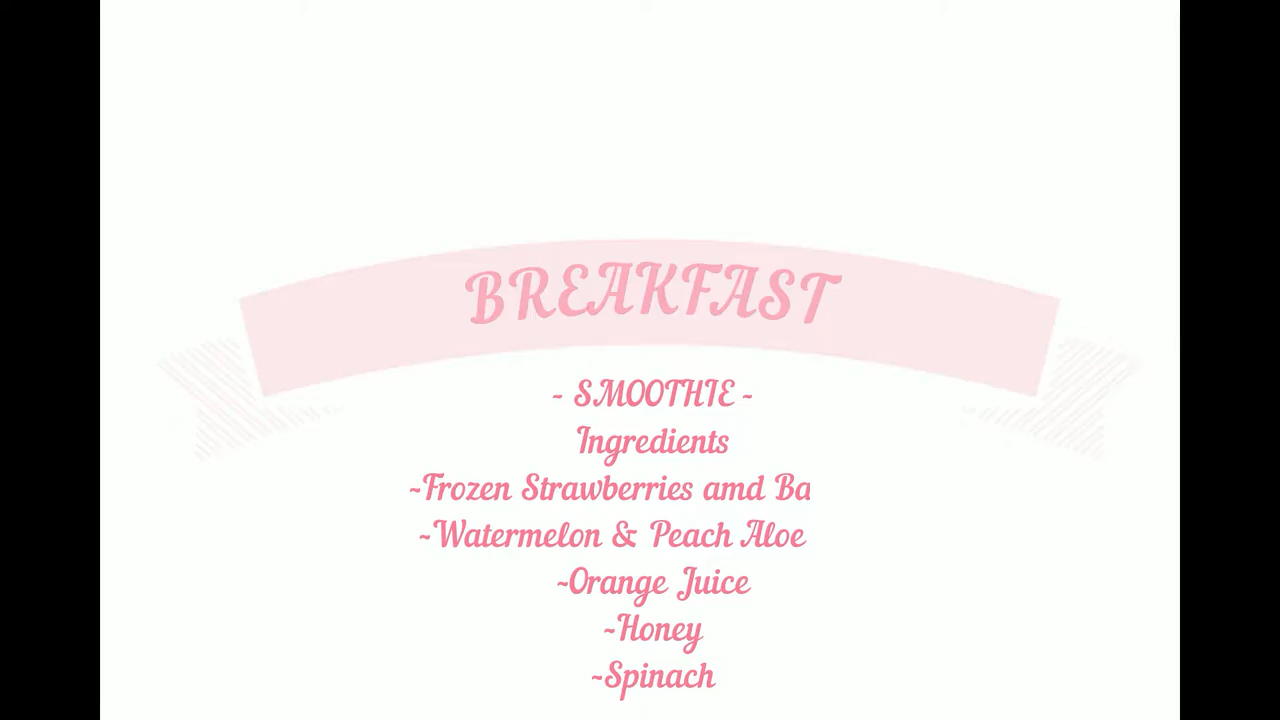 BREAKFAST
~ SMOOTHIE ~
Ingredients
~Frozen Strawberries amd Ba
~Watermelon & Peach Aloe
~Orange Juice
~Honey
~Spinach